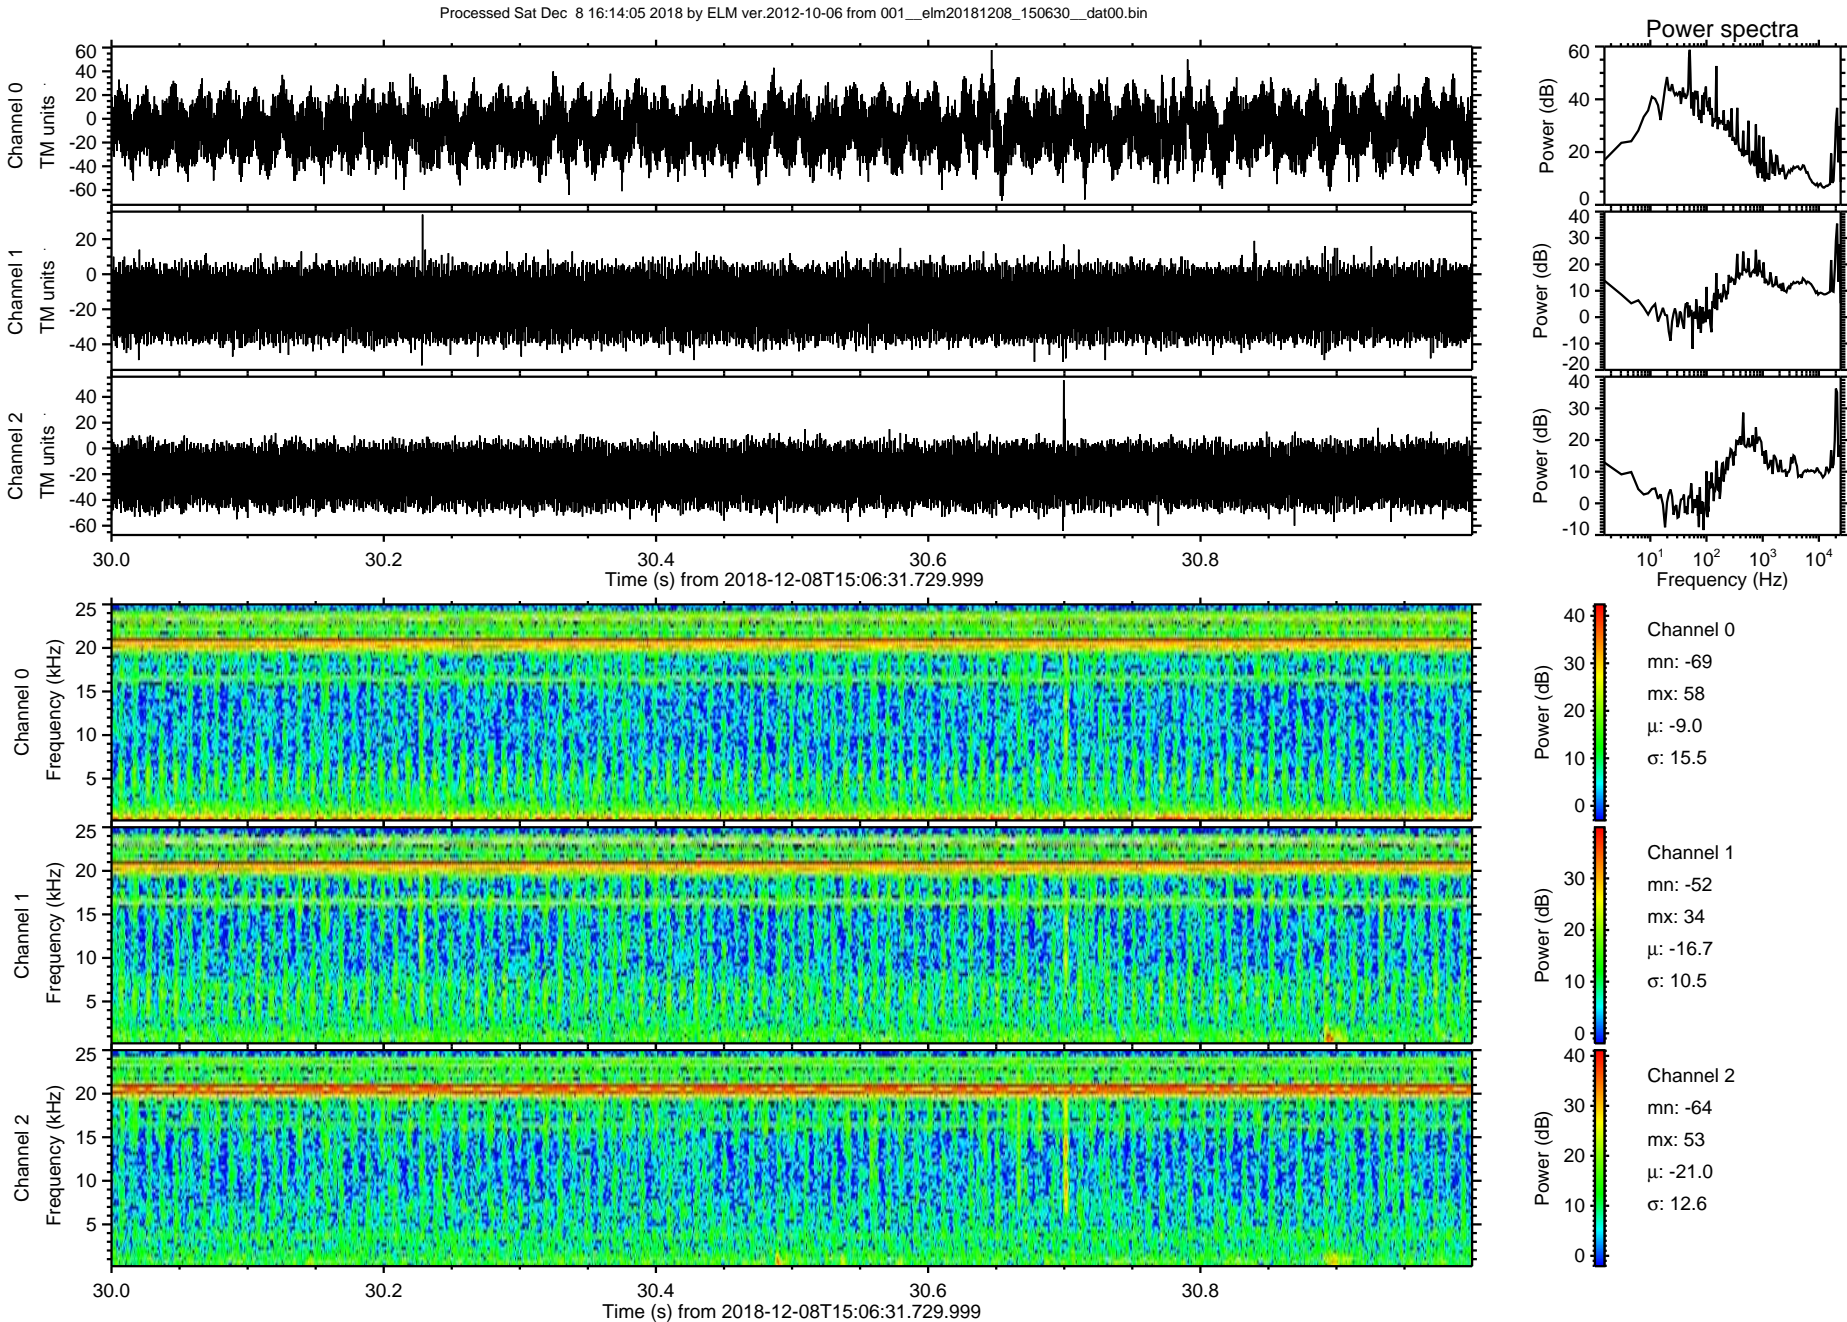 Processed Sat Dec 8 16:14:05 2018 by ELM ver.2012-10-06 from 001__elm20181208_150630__dat00.bin
Power spectra
Channel 0
TM units
60
40
20
0
-20
-40
-60
Power (dB)
60
40
20
0
Channel 1
TM units
20
0
-20
-40
Power (dB)
40
30
20
10
0
-10
-20
Channel 2
TM units
40
20
0
-20
-40
-60
Power (dB)
40
30
20
10
0
-10
30.0 30.2 30.4 30.6 30.8
Time (s) from 2018-12-08T15:06:31.729.999
10^1 10^2 10^3 10^4
Frequency (Hz)
Channel 0
Frequency (kHz)
25
20
15
10
5
Power (dB)
40
30
20
10
0
Channel 0
mn: -69
mx: 58
μ: -9.0
σ: 15.5
Channel 1
Frequency (kHz)
25
20
15
10
5
Power (dB)
30
20
10
0
Channel 1
mn: -52
mx: 34
μ: -16.7
σ: 10.5
Channel 2
Frequency (kHz)
25
20
15
10
5
Power (dB)
40
30
20
10
0
Channel 2
mn: -64
mx: 53
μ: -21.0
σ: 12.6
30.0 30.2 30.4 30.6 30.8
Time (s) from 2018-12-08T15:06:31.729.999